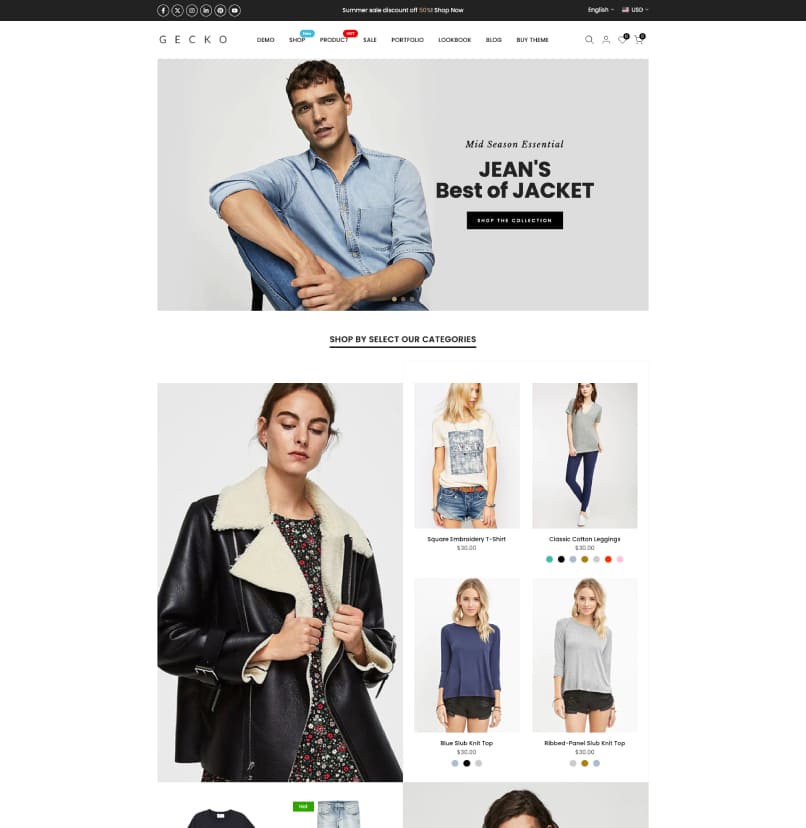 Summer sale discount off 50%! Shop Now
English
USD
GECKO
DEMO
SHOP
New
PRODUCT
HOT
SALE
PORTFOLIO
LOOKBOOK
BLOG
BUY THEME
0
0
Mid Season Essential
JEAN'S
Best of JACKET
SHOP THE COLLECTION
SHOP BY SELECT OUR CATEGORIES
Square Embroidery T-Shirt
$30.00
Classic Cotton Leggings
$30.00
Blue Slub Knit Top
$30.00
Ribbed-Panel Slub Knit Top
$30.00
Hot